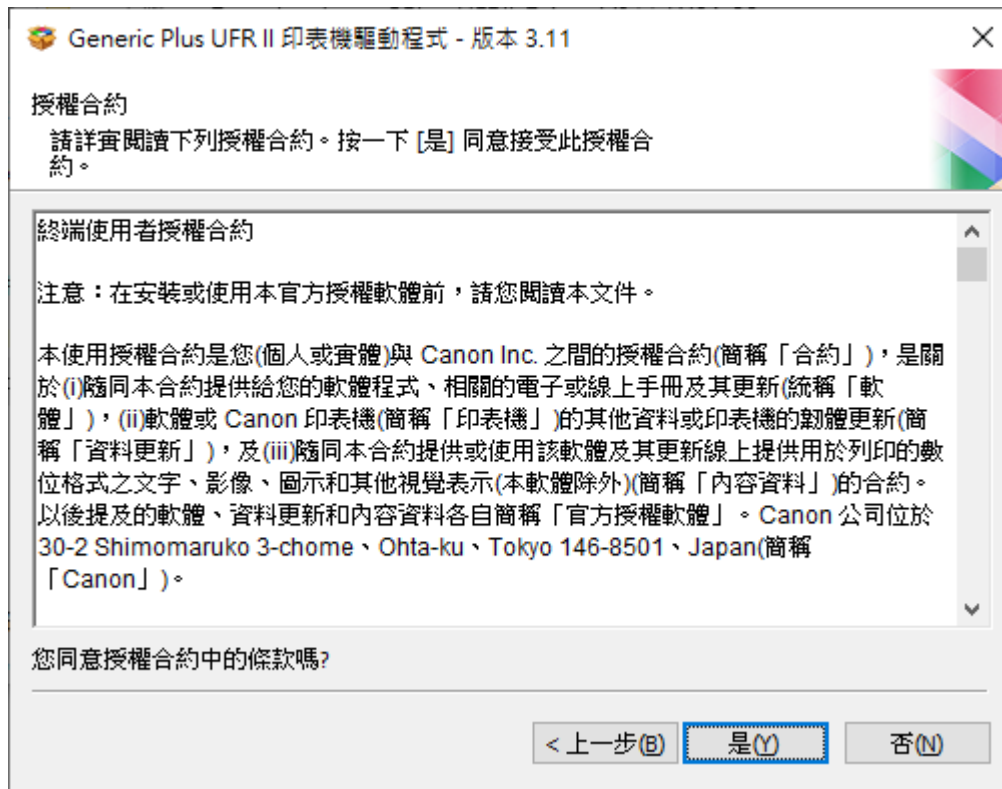 Generic Plus UFR II 印表機驅動程式 - 版本 3.11
授權合約
請詳實閱讀下列授權合約。按一下 [是] 同意接受此授權合
約。
終端使用者授權合約
注意：在安裝或使用本官方授權軟體前，請您閱讀本文件。
本使用授權合約是您(個人或實體)與 Canon Inc. 之間的授權合約(簡稱「合約」)，是關
於(i)隨同本合約提供給您的軟體程式、相關的電子或線上手冊及其更新(統稱「軟
體」)，(ii)軟體或 Canon 印表機(簡稱「印表機」)的其他資料或印表機的韌體更新(簡
稱「資料更新」)，及(iii)隨同本合約提供或使用該軟體及其更新線上提供用於列印的數
位格式之文字、影像、圖示和其他視覺表示(本軟體除外)(簡稱「內容資料」)的合約。
以後提及的軟體、資料更新和內容資料各自簡稱「官方授權軟體」。Canon 公司位於
30-2 Shimomaruko 3-chome、Ohta-ku、Tokyo 146-8501、Japan(簡稱
「Canon」)。
您同意授權合約中的條款嗎?
< 上一步(B)
是(Y)
否(N)